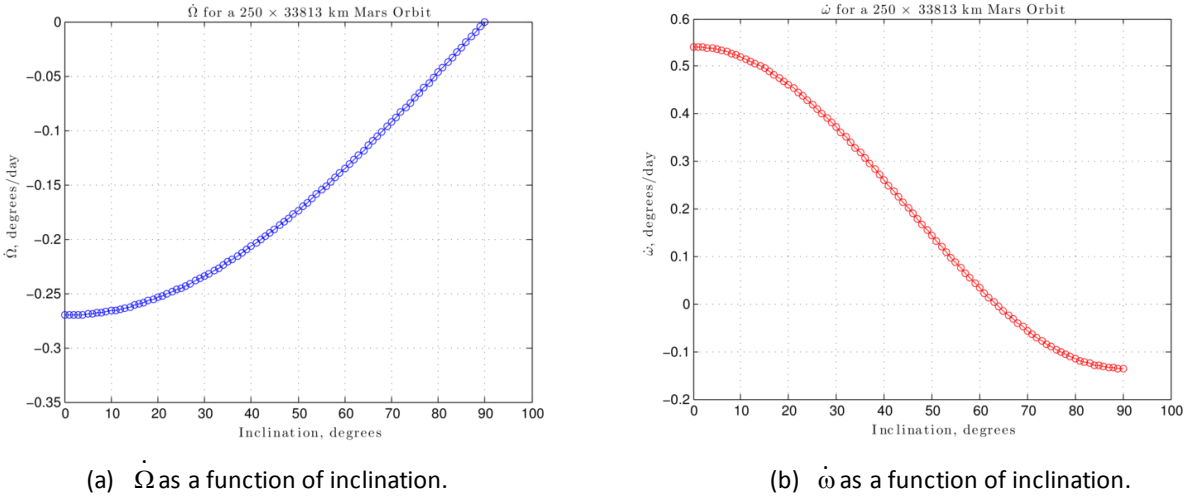 Ω̇ for a 250 × 33813 km Mars Orbit
0
−0.05
−0.1
−0.15
−0.2
−0.25
−0.3
−0.35
Ω̇, degrees/day
0 10 20 30 40 50 60 70 80 90 100
Inclination, degrees
(a) Ω̇ as a function of inclination.
ω̇ for a 250 × 33813 km Mars Orbit
0.6
0.5
0.4
0.3
0.2
0.1
0
−0.1
−0.2
ω̇, degrees/day
0 10 20 30 40 50 60 70 80 90 100
Inclination, degrees
(b) ω̇ as a function of inclination.